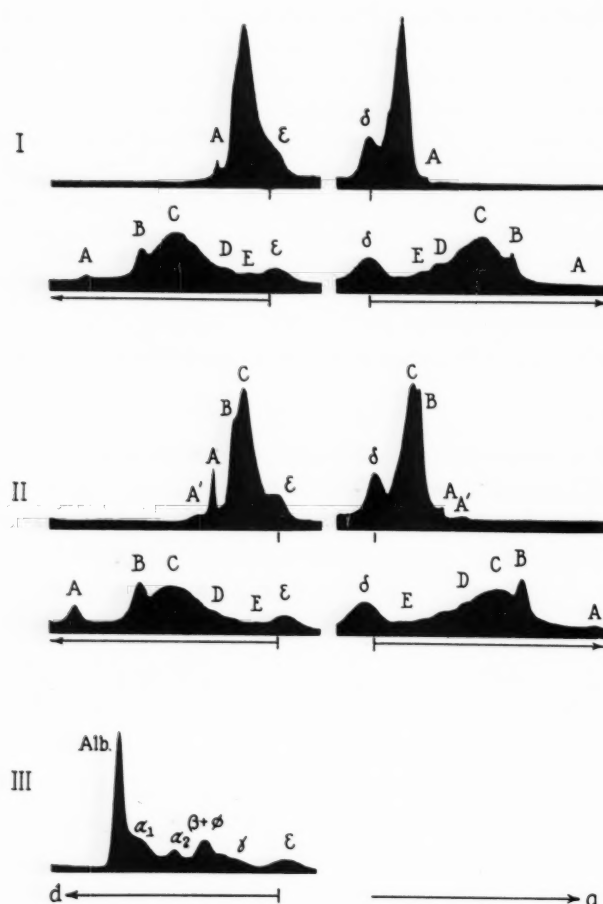 I
A ε δ A
A B C D E ε δ E D C B A
II
A' A B C ε δ C B A A'
A B C D E ε δ E D C B A
III
Alb. α₁ α₂ β+ϕ γ ε
d a